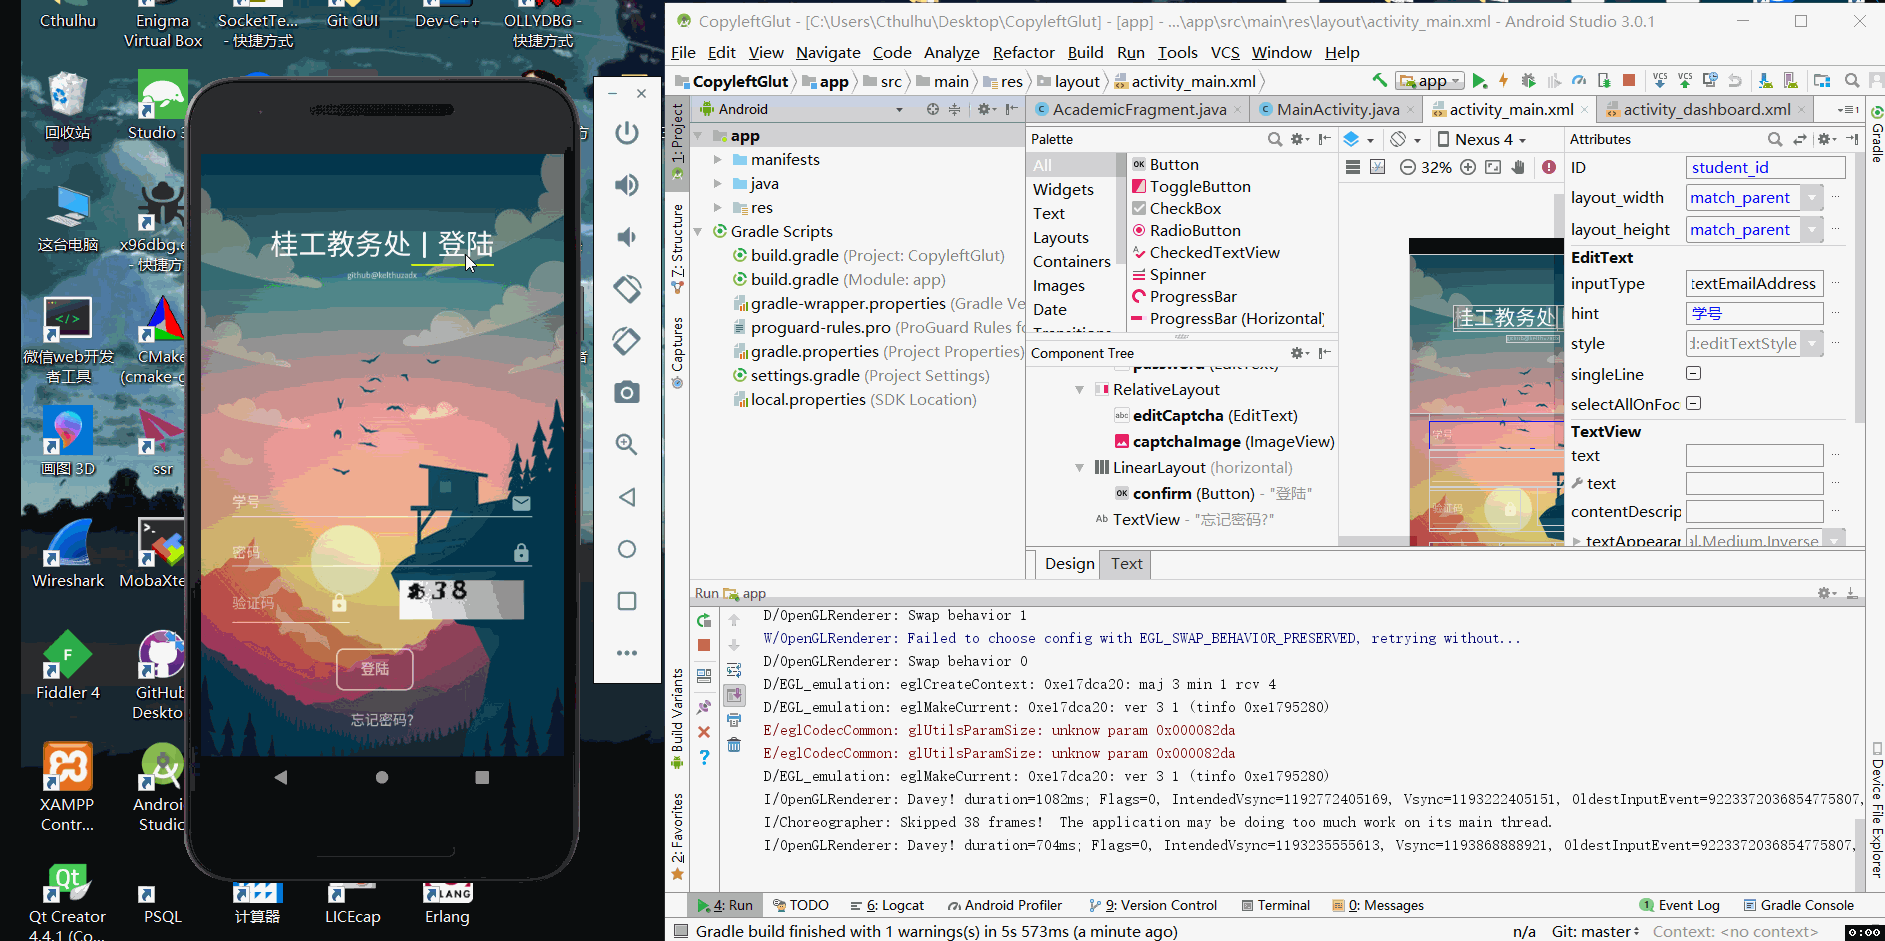 Cthulhu
Enigma
Virtual Box
SocketTe...
- 快捷方式
Git GUI
Dev-C++
OLLYDBG -
快捷方式
回收站
Studio 3
这台电脑
x96dbg.e
- 快捷方
微信web开发
者工具
CMake
(cmake-g
画图 3D
ssr
Wireshark
MobaXte
Fiddler 4
GitHub
Deskto
XAMPP
Contr...
Androi
Studio
Qt Creator
4.4.1 (Co...
PSQL
计算器
LICEcap
Erlang
桂工教务处 | 登陆
github@kolthuzadx
学号
密码
验证码
38
登陆
忘记密码?
CopyleftGlut - [C:\Users\Cthulhu\Desktop\CopyleftGlut] - [app] - ...\app\src\main\res\layout\activity_main.xml - Android Studio 3.0.1
File Edit View Navigate Code Analyze Refactor Build Run Tools VCS Window Help
CopyleftGlut app src main res layout activity_main.xml
app
VCS VCS
Android
AcademicFragment.java MainActivity.java activity_main.xml activity_dashboard.xml
1: Project
7: Structure
Captures
Build Variants
2: Favorites
app
manifests
java
res
Gradle Scripts
build.gradle (Project: CopyleftGlut)
build.gradle (Module: app)
gradle-wrapper.properties (Gradle Ve
proguard-rules.pro (ProGuard Rules fo
gradle.properties (Project Properties)
settings.gradle (Project Settings)
local.properties (SDK Location)
Palette
All
Widgets
Text
Layouts
Containers
Images
Date
Transitions
Button
ToggleButton
CheckBox
RadioButton
CheckedTextView
Spinner
ProgressBar
ProgressBar (Horizontal)
Component Tree
password (EditText)
RelativeLayout
editCaptcha (EditText)
captchaImage (ImageView)
LinearLayout (horizontal)
confirm (Button) - "登陆"
TextView - "忘记密码?"
Nexus 4
32%
桂工教务处 |
学号
验证码
Attributes
ID student_id
layout_width match_parent
layout_height match_parent
EditText
inputType textEmailAddress
hint 学号
style d:editTextStyle
singleLine
selectAllOnFoc
TextView
text
text
contentDescrip
textAppearan al.Medium.Inverse
Gradle
Device File Explorer
Design Text
Run app
D/OpenGLRenderer: Swap behavior 1
W/OpenGLRenderer: Failed to choose config with EGL_SWAP_BEHAVIOR_PRESERVED, retrying without...
D/OpenGLRenderer: Swap behavior 0
D/EGL_emulation: eglCreateContext: 0xe17dca20: maj 3 min 1 rcv 4
D/EGL_emulation: eglMakeCurrent: 0xe17dca20: ver 3 1 (tinfo 0xe1795280)
E/eglCodecCommon: glUtilsParamSize: unknow param 0x000082da
E/eglCodecCommon: glUtilsParamSize: unknow param 0x000082da
D/EGL_emulation: eglMakeCurrent: 0xe17dca20: ver 3 1 (tinfo 0xe1795280)
I/OpenGLRenderer: Davey! duration=1082ms; Flags=0, IntendedVsync=1192772405169, Vsync=1193222405151, OldestInputEvent=9223372036854775807,
I/Choreographer: Skipped 38 frames! The application may be doing too much work on its main thread.
I/OpenGLRenderer: Davey! duration=704ms; Flags=0, IntendedVsync=1193235555613, Vsync=1193868888921, OldestInputEvent=9223372036854775807,
4: Run TODO 6: Logcat Android Profiler 9: Version Control Terminal 0: Messages 1 Event Log Gradle Console
Gradle build finished with 1 warnings(s) in 5s 573ms (a minute ago) n/a Git: master Context: <no context> 0:00